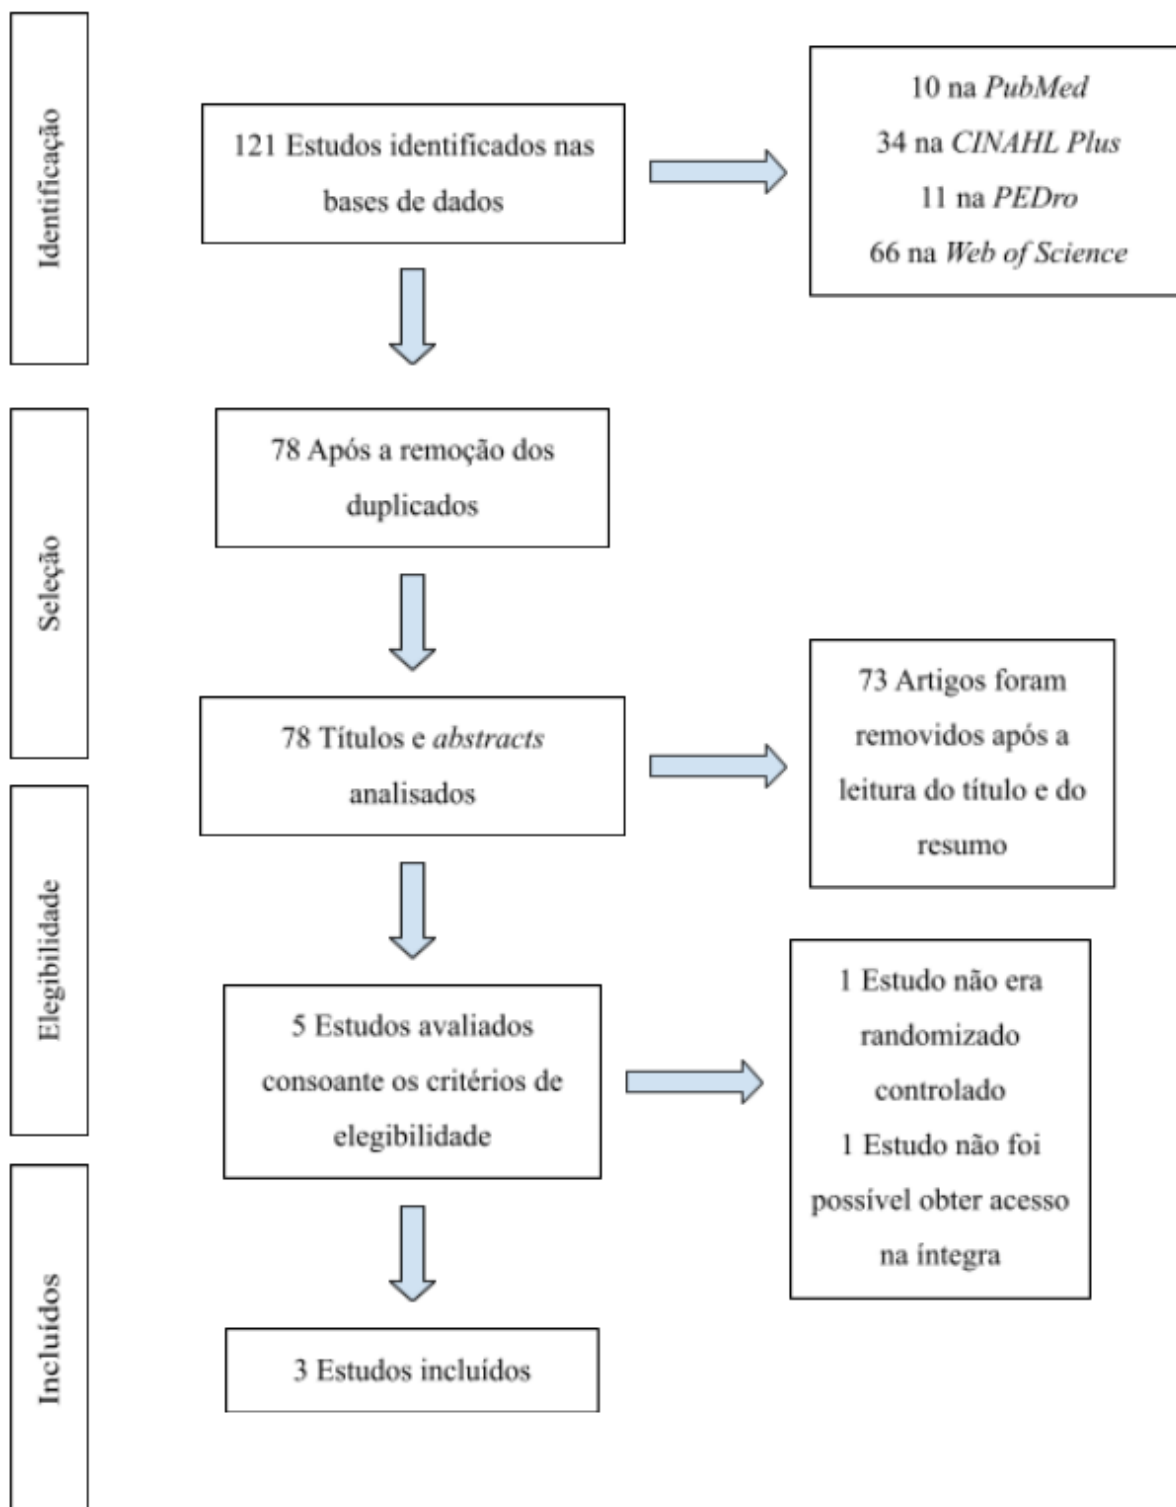 Identificação
121 Estudos identificados nas
bases de dados
10 na PubMed
34 na CINAHL Plus
11 na PEDro
66 na Web of Science
Seleção
78 Após a remoção dos
duplicados
78 Títulos e abstracts
analisados
73 Artigos foram
removidos após a
leitura do título e do
resumo
Elegibilidade
5 Estudos avaliados
consoante os critérios de
elegibilidade
1 Estudo não era
randomizado
controlado
1 Estudo não foi
possível obter acesso
na íntegra
Incluídos
3 Estudos incluídos